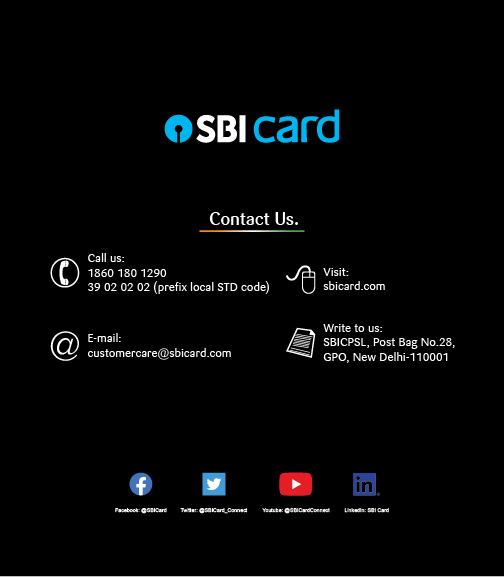 SBI card
Contact Us.
Call us:
1860 180 1290
39 02 02 02 (prefix local STD code)
Visit:
sbicard.com
E-mail:
customercare@sbicard.com
Write to us:
SBICPSL, Post Bag No.28,
GPO, New Delhi-110001
in
Facebook: @SBICard
Twitter: @SBICard_Connect
Youtube: @SBICardConnect
LinkedIn: SBI Card